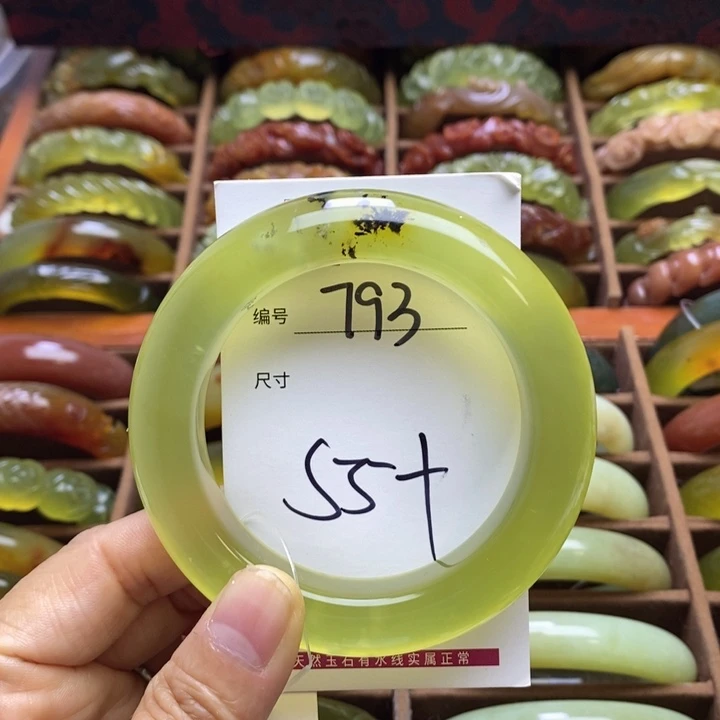 编号 793
尺寸
55+
天然玉石有水线实属正常